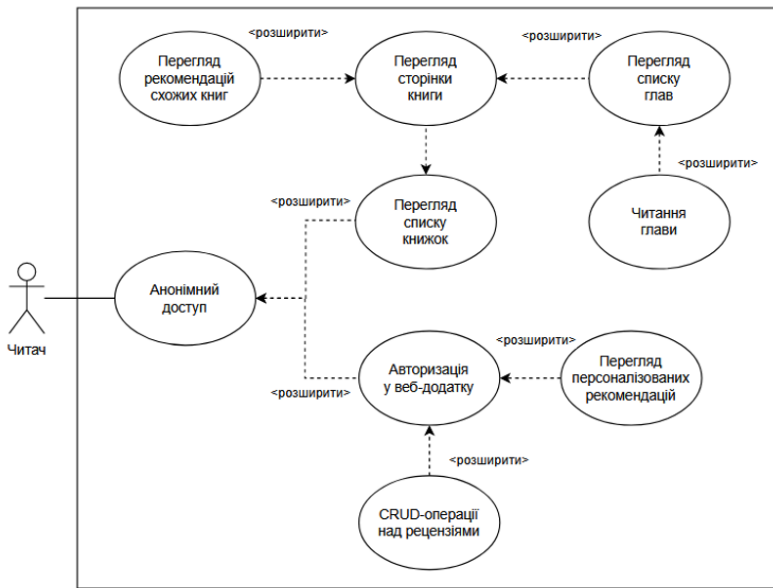 <розширити>
<розширити>
Перегляд
рекомендацій
схожих книг
Перегляд
сторінки
книги
Перегляд
списку
глав
<розширити>
<розширити>
Перегляд
списку
книжок
Читання
глави
Анонімний
доступ
Читач
<розширити>
Авторизація
у веб-додатку
Перегляд
персоналізованих
рекомендацій
<розширити>
<розширити>
CRUD-операції
над рецензіями